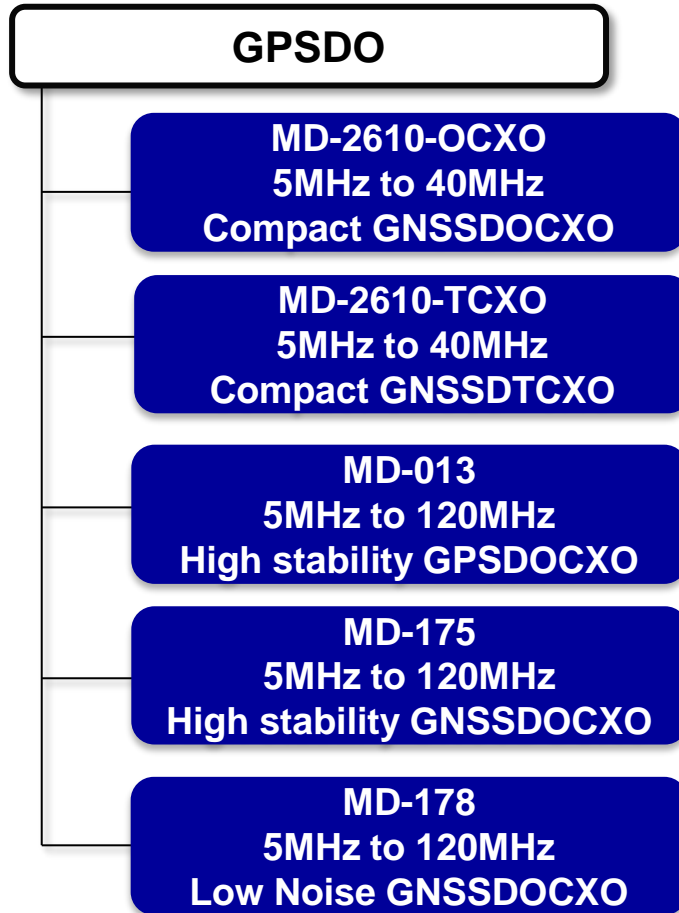 GPSDO
MD-2610-OCXO
5MHz to 40MHz
Compact GNSSDOCXO
MD-2610-TCXO
5MHz to 40MHz
Compact GNSSDTCXO
MD-013
5MHz to 120MHz
High stability GPSDOCXO
MD-175
5MHz to 120MHz
High stability GNSSDOCXO
MD-178
5MHz to 120MHz
Low Noise GNSSDOCXO